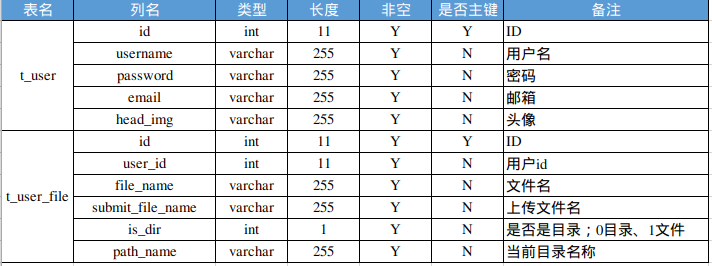 表名 列名 类型 长度 非空 是否主键 备注
t_user id int 11 Y Y ID
username varchar 255 Y N 用户名
password varchar 255 Y N 密码
email varchar 255 Y N 邮箱
head_img varchar 255 Y N 头像
t_user_file id int 11 Y Y ID
user_id int 11 Y N 用户id
file_name varchar 255 Y N 文件名
submit_file_name varchar 255 Y N 上传文件名
is_dir int 1 Y N 是否是目录；0目录、1文件
path_name varchar 255 Y N 当前目录名称